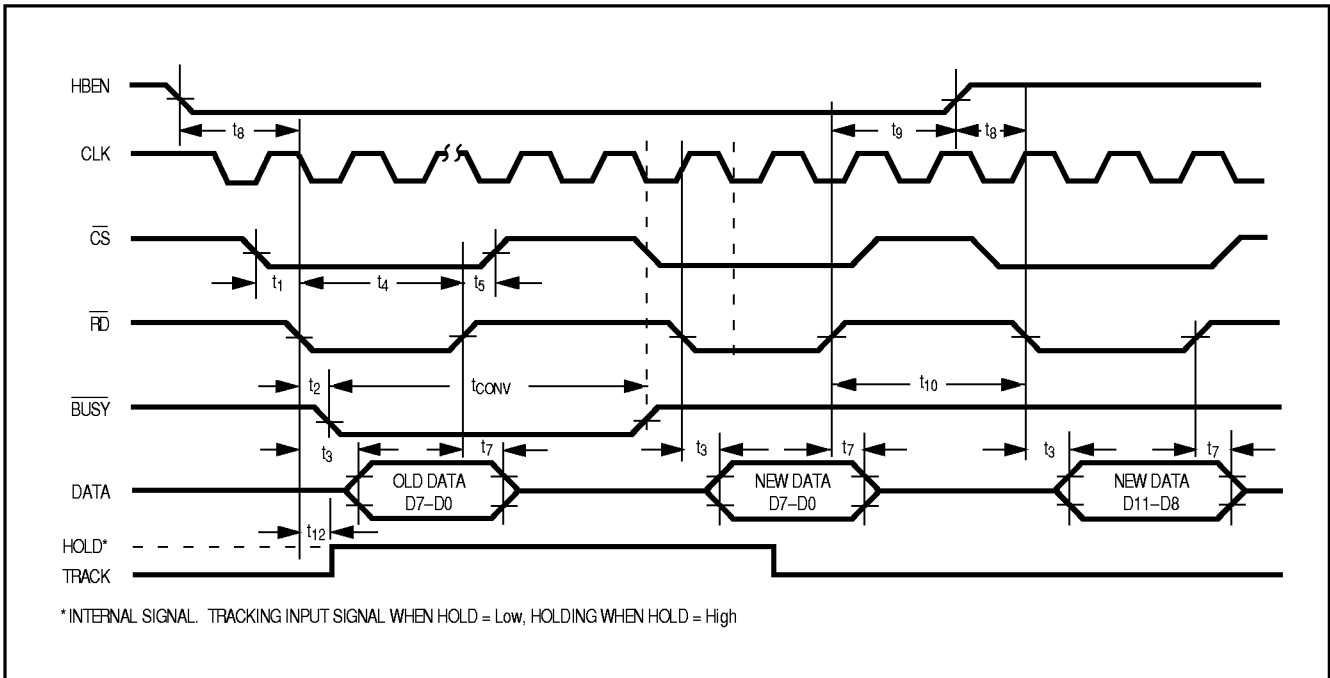 HBEN
t8 t9 t8
CLK
CS
t1 t4 t5
RD
t2 tCONV t10
BUSY
t3 t7 t3 t7 t3 t7
DATA OLD DATA NEW DATA NEW DATA
D7–D0 D7–D0 D11–D8
t12
HOLD*
TRACK
* INTERNAL SIGNAL. TRACKING INPUT SIGNAL WHEN HOLD = Low, HOLDING WHEN HOLD = High